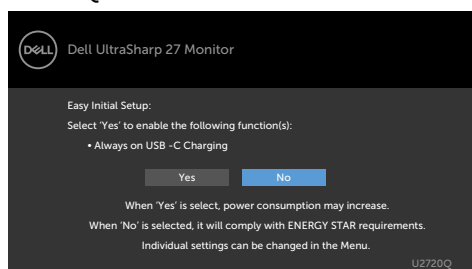 DELL
Dell UltraSharp 27 Monitor
Easy Initial Setup:
Select 'Yes' to enable the following function(s):
• Always on USB -C Charging
Yes
No
When 'Yes' is select, power consumption may increase.
When 'No' is selected, it will comply with ENERGY STAR requirements.
Individual settings can be changed in the Menu.
U2720Q